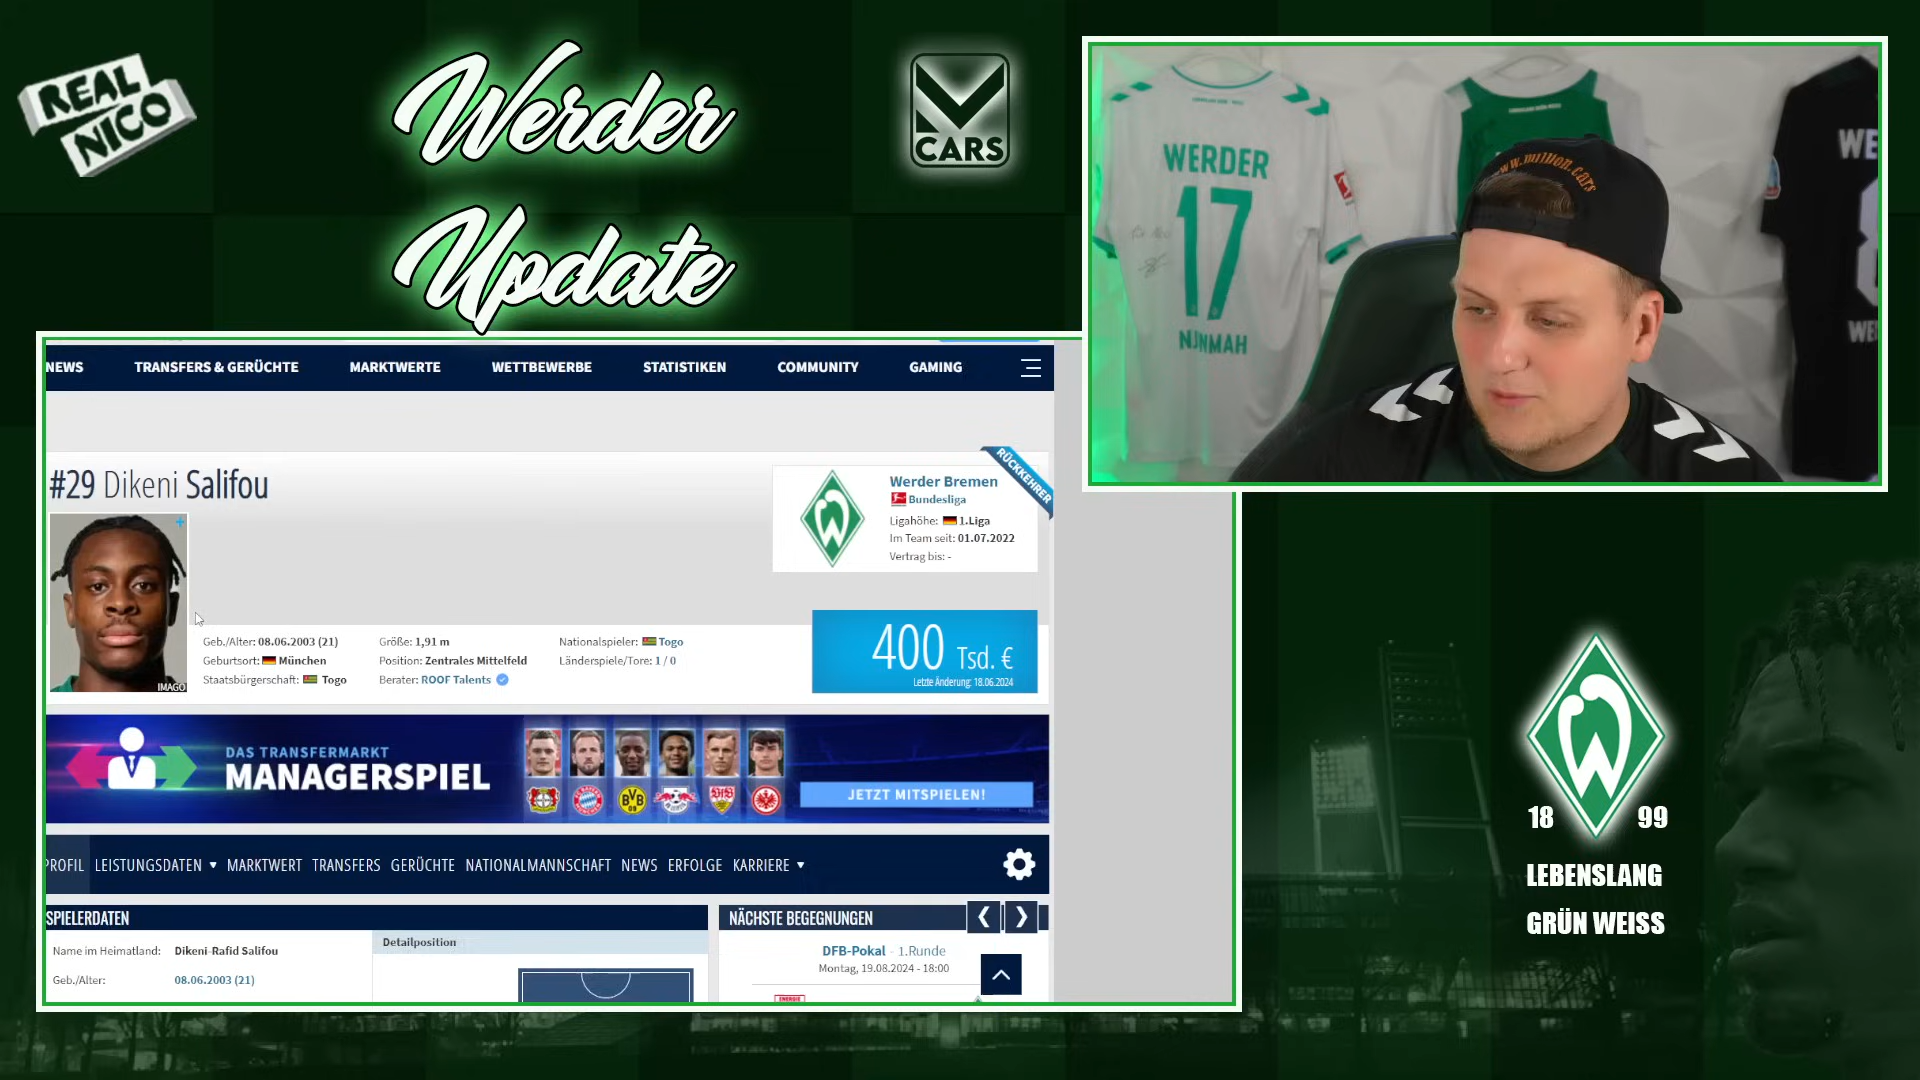 REAL
NICO
Werder
Update
CARS
www.million.cars
WERDER
17
WE
NEWS
TRANSFERS & GERÜCHTE
MARKTWERTE
WETTBEWERBE
STATISTIKEN
COMMUNITY
GAMING
#29 Dikeni Salifou
RÜCKKEHRER
Werder Bremen
Bundesliga
Ligahöhe: 1.Liga
Im Team seit: 01.07.2022
Vertrag bis: -
IMAGO
Geb./Alter: 08.06.2003 (21)
Geburtsort: München
Staatsbürgerschaft: Togo
Größe: 1,91 m
Position: Zentrales Mittelfeld
Berater: ROOF Talents
Nationalspieler: Togo
Länderspiele/Tore: 1 / 0
400 Tsd. €
Letzte Änderung: 18.06.2024
DAS TRANSFERMARKT
MANAGERSPIEL
JETZT MITSPIELEN!
PROFIL
LEISTUNGSDATEN
MARKTWERT
TRANSFERS
GERÜCHTE
NATIONALMANNSCHAFT
NEWS
ERFOLGE
KARRIERE
SPIELERDATEN
Name im Heimatland: Dikeni-Rafid Salifou
Geb./Alter: 08.06.2003 (21)
Detailposition
NÄCHSTE BEGEGNUNGEN
DFB-Pokal - 1.Runde
Montag, 19.08.2024 - 18:00
ENERGIE
18 99
LEBENSLANG
GRÜN WEISS